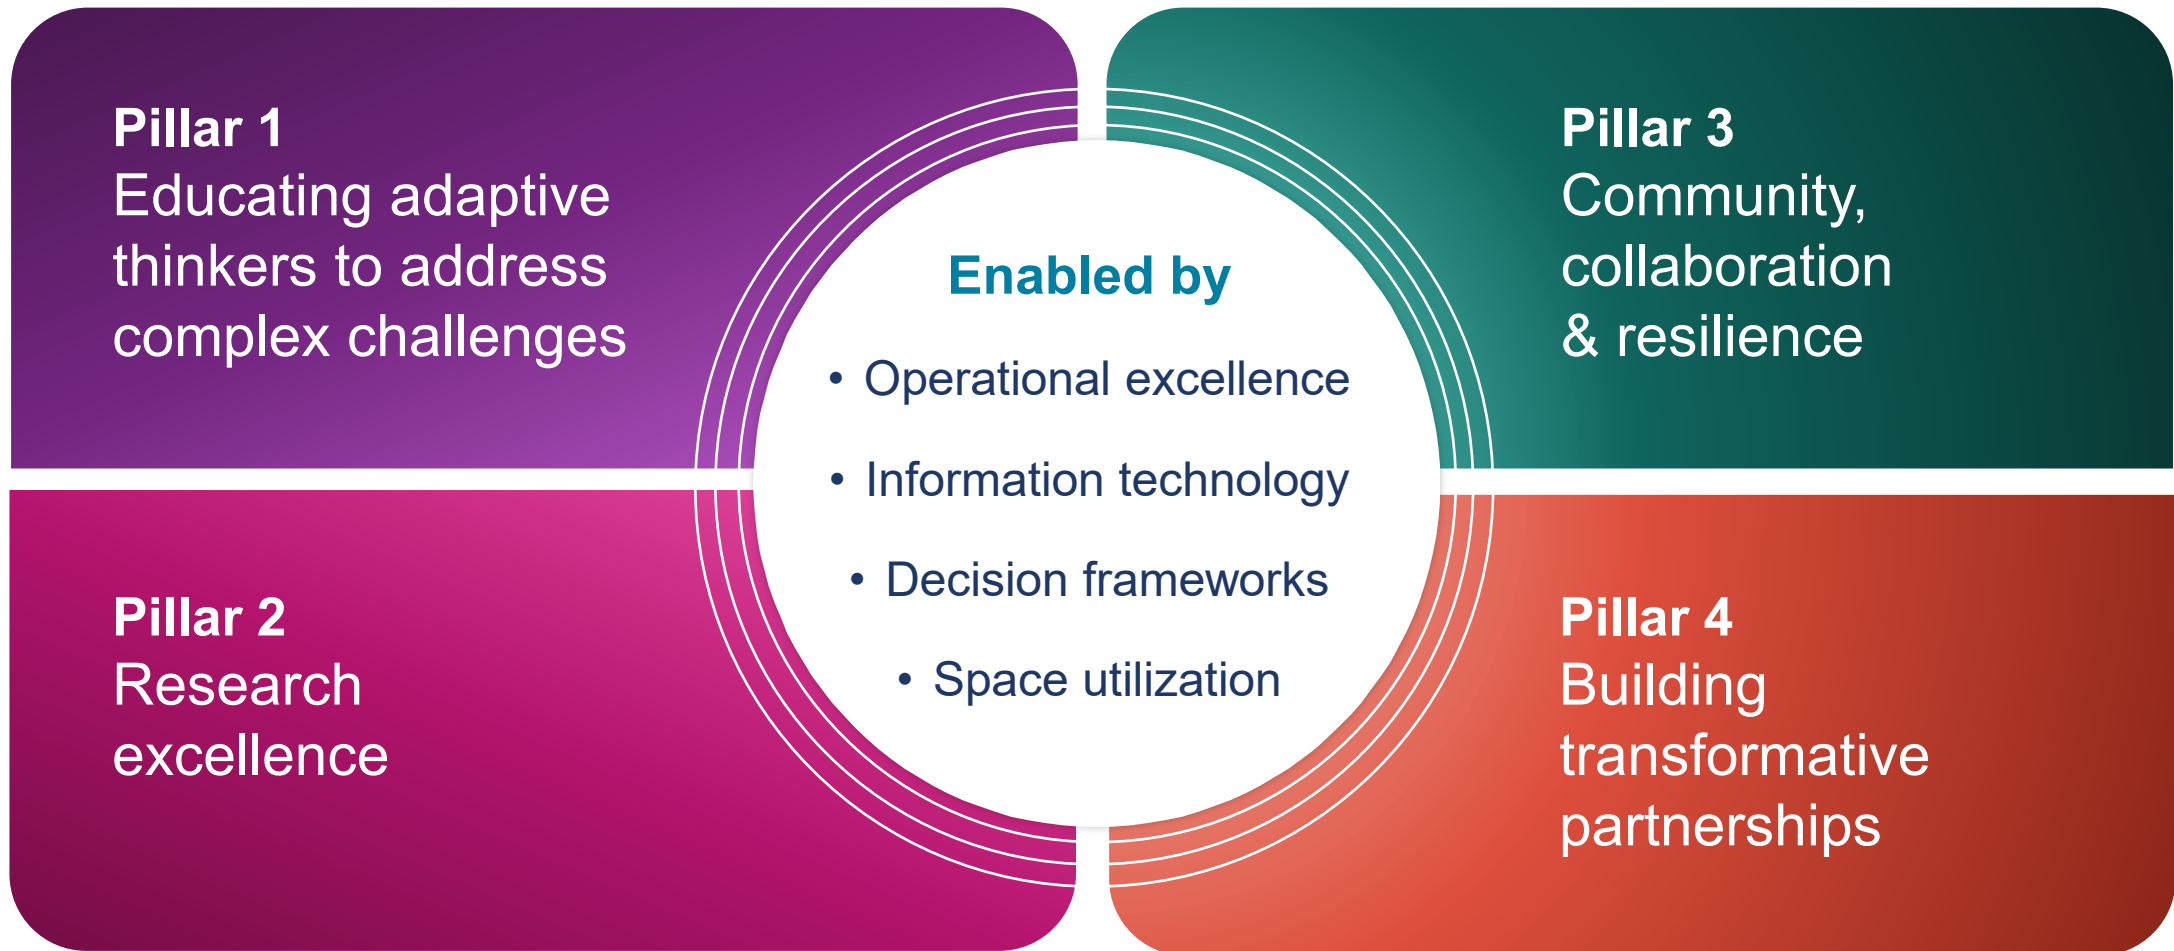 Pillar 1
Educating adaptive
thinkers to address
complex challenges
Pillar 2
Research
excellence
Enabled by
• Operational excellence
• Information technology
• Decision frameworks
• Space utilization
Pillar 3
Community,
collaboration
& resilience
Pillar 4
Building
transformative
partnerships